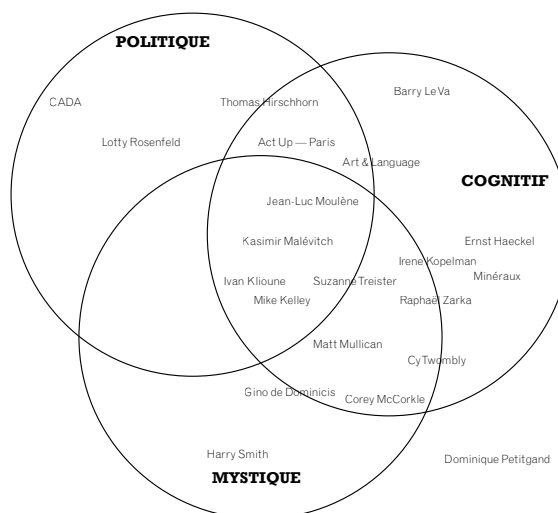 POLITIQUE
Barry Le Va
CADA
Thomas Hirschhorn
Lotty Rosenfeld
Act Up — Paris
Art & Language
COGNITIF
Jean-Luc Moulène
Kasimir Malévitch
Ernst Haeckel
Irene Kopelman
Minéraux
Ivan Klioune
Suzanne Treister
Mike Kelley
Raphaël Zarka
Matt Mullican
Cy Twombly
Gino de Dominicis
Corey McCorkle
Harry Smith
Dominique Petitgand
MYSTIQUE